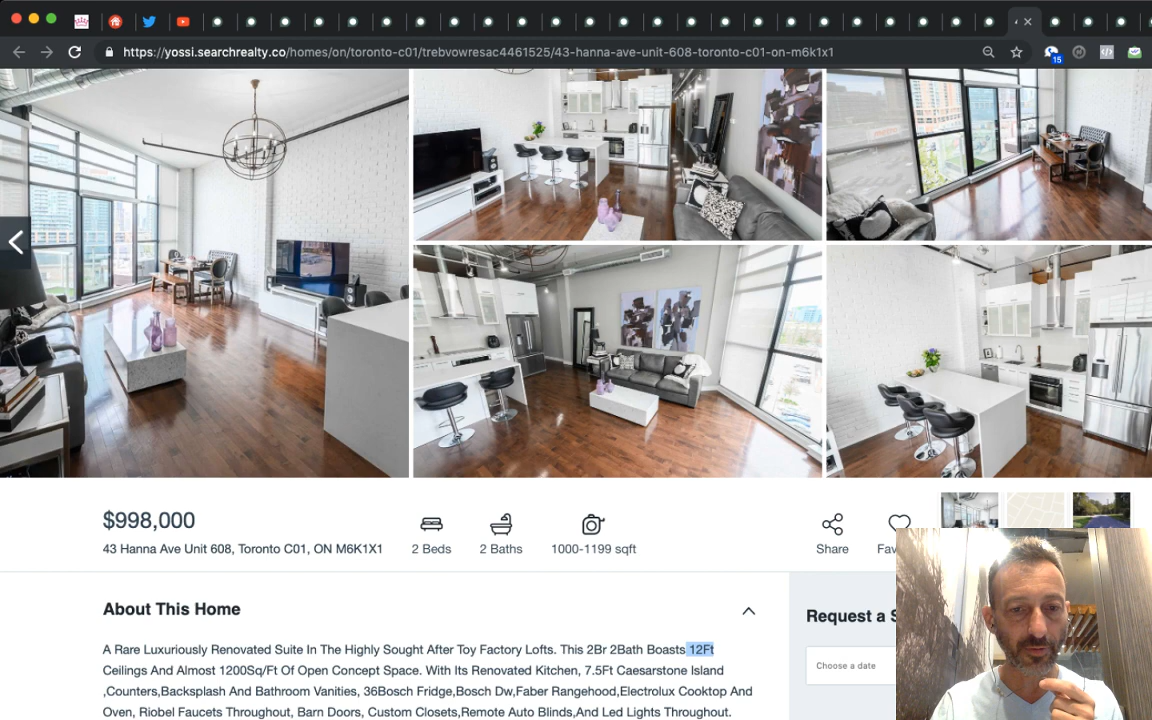 https://yossi.searchrealty.co/homes/on/toronto-c01/trebvowresac4461525/43-hanna-ave-unit-608-toronto-c01-on-m6k1x1
15
$998,000
43 Hanna Ave Unit 608, Toronto C01, ON M6K1X1
2 Beds
2 Baths
1000-1199 sqft
Share
Fav
About This Home
A Rare Luxuriously Renovated Suite In The Highly Sought After Toy Factory Lofts. This 2Br 2Bath Boasts 12Ft
Ceilings And Almost 1200Sq/Ft Of Open Concept Space. With Its Renovated Kitchen, 7.5Ft Caesarstone Island
,Counters,Backsplash And Bathroom Vanities, 36Bosch Fridge,Bosch Dw,Faber Rangehood,Electrolux Cooktop And
Oven, Riobel Faucets Throughout, Barn Doors, Custom Closets,Remote Auto Blinds,And Led Lights Throughout.
Request a S
Choose a date